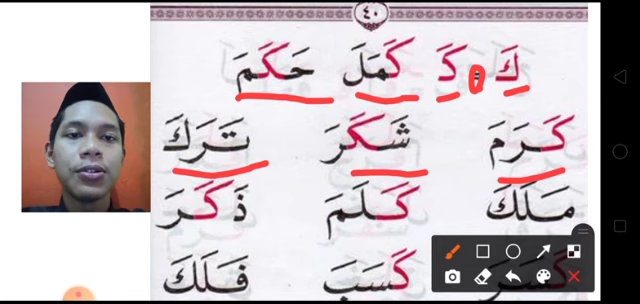 ٤٠
كَ ، كَـ كَمَلَ حَكَمَ
كَرَمَ شَكَرَ تَرَكَ
مَلَكَ كَلَمَ ذَكَرَ
كَسَبَ فَلَكَ